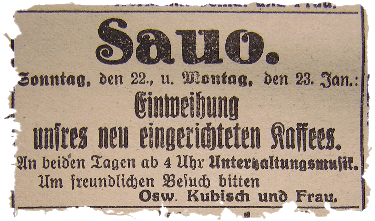 Sauo.
Sonntag, den 22., u. Montag, den 23. Jan.:
Einweihung
unsres neu eingerichteten Kaffees.
An beiden Tagen ab 4 Uhr Unterhaltungsmusik.
Um freundlichen Besuch bitten
Osw. Kubisch und Frau.